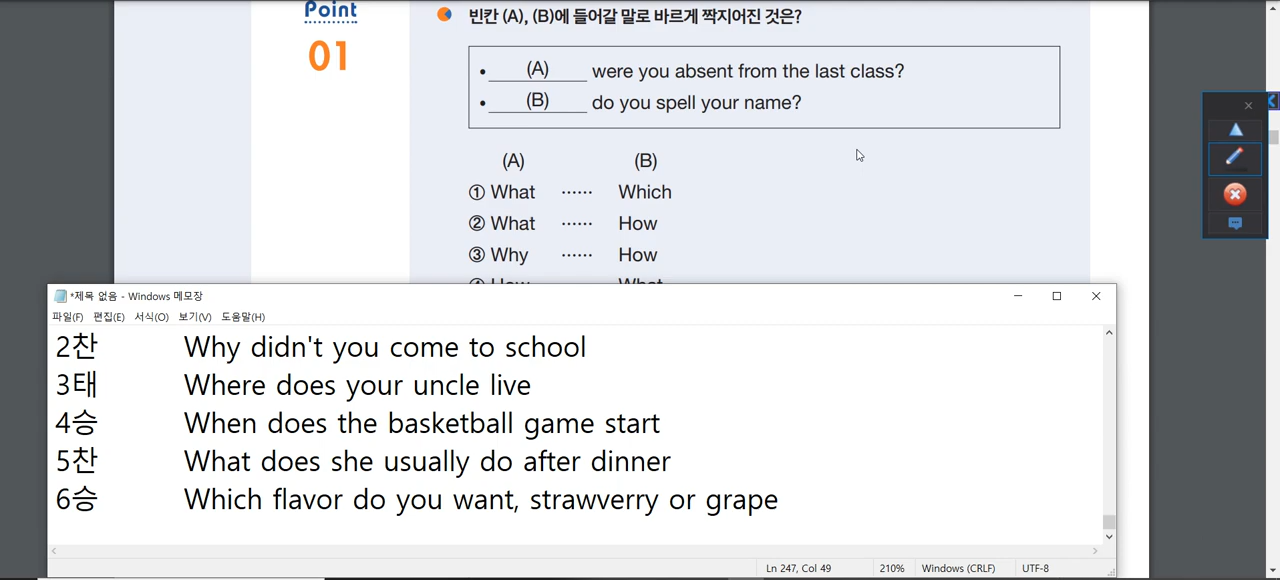 Point
01
빈칸 (A), (B)에 들어갈 말로 바르게 짝지어진 것은?
• (A) were you absent from the last class?
• (B) do you spell your name?
(A) (B)
① What ······ Which
② What ······ How
③ Why ······ How
*제목 없음 - Windows 메모장
파일(F) 편집(E) 서식(O) 보기(V) 도움말(H)
2찬 Why didn't you come to school
3태 Where does your uncle live
4승 When does the basketball game start
5찬 What does she usually do after dinner
6승 Which flavor do you want, strawverry or grape
Ln 247, Col 49 210% Windows (CRLF) UTF-8